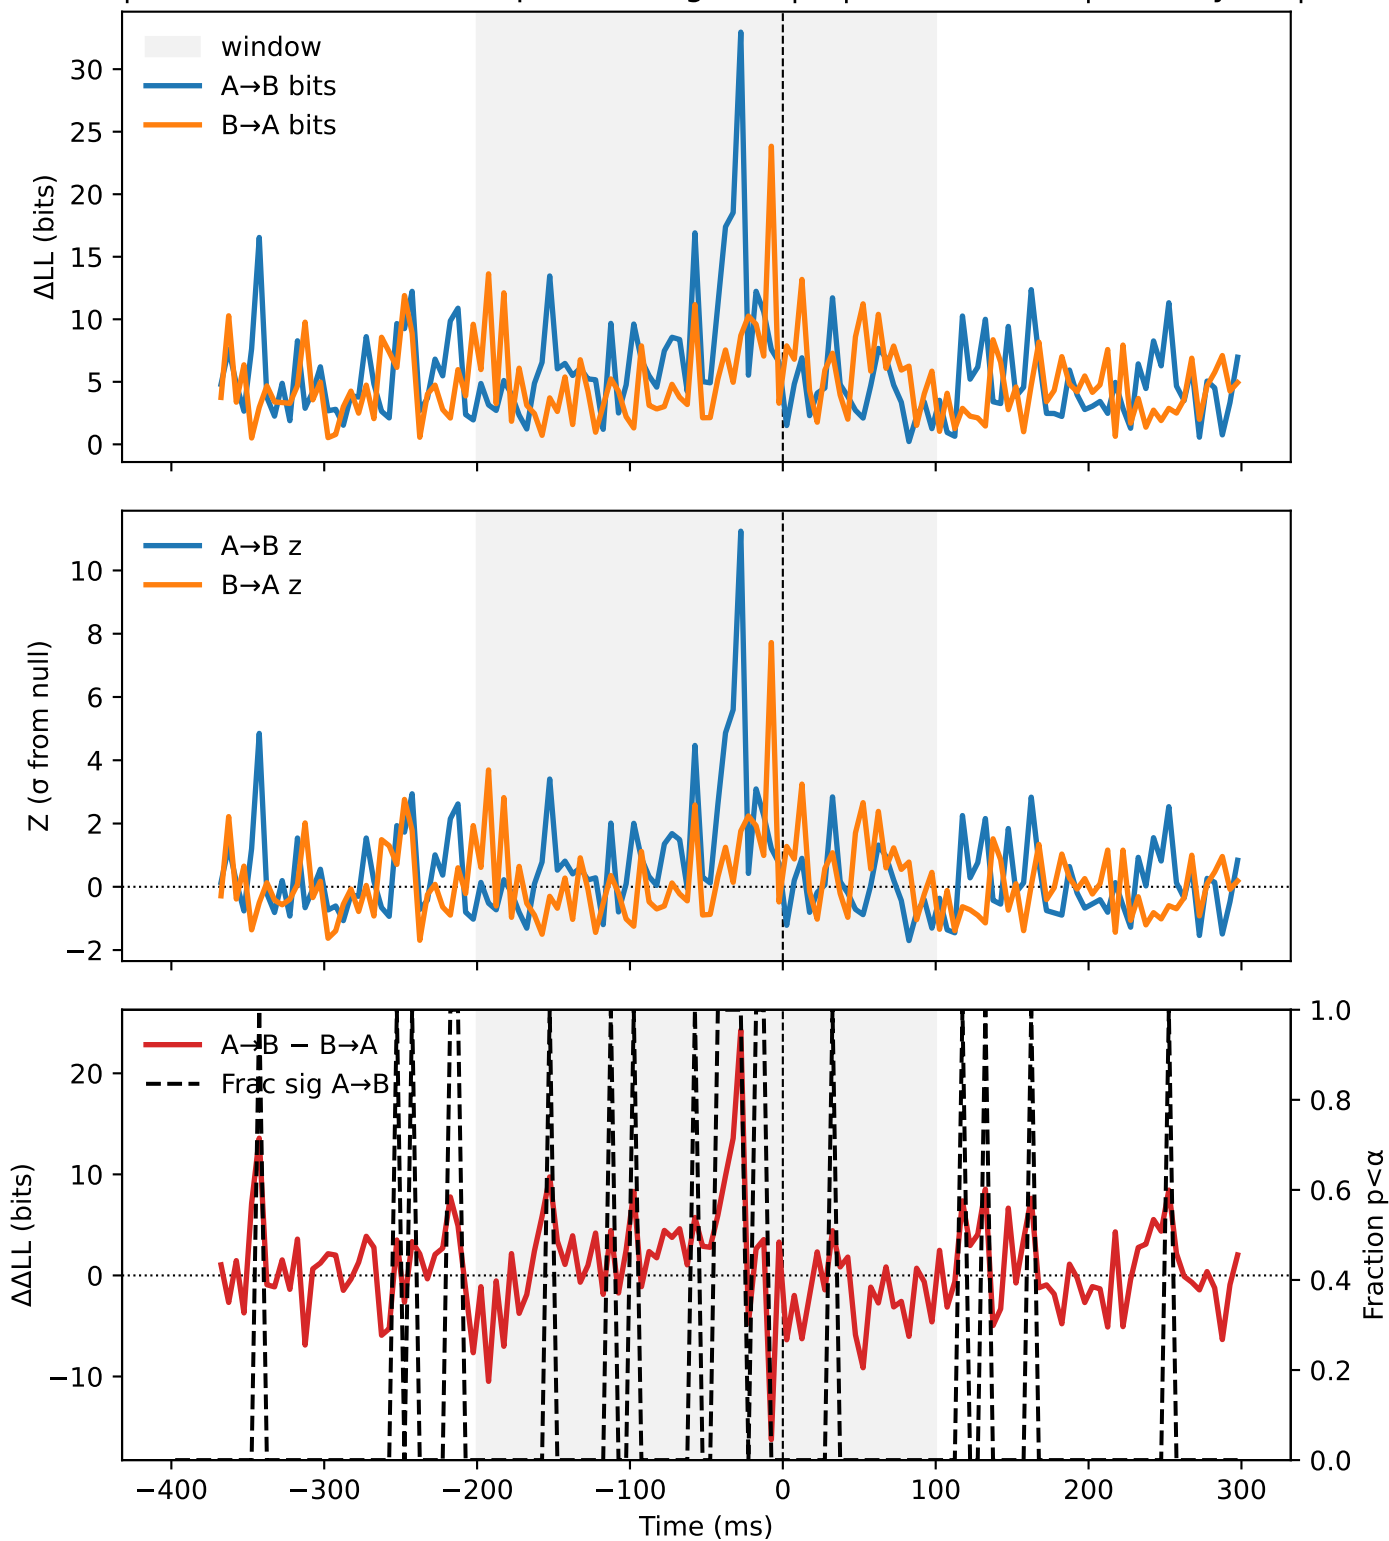 window
A→B bits
B→A bits
ΔLL (bits)
30
25
20
15
10
5
0
A→B z
B→A z
Z (σ from null)
10
8
6
4
2
0
−2
A→B − B→A
Frac sig A→B
ΔΔLL (bits)
20
10
0
−10
1.0
0.8
0.6
0.4
0.2
0.0
Fraction p<α
−400 −300 −200 −100 0 100 200 300
Time (ms)